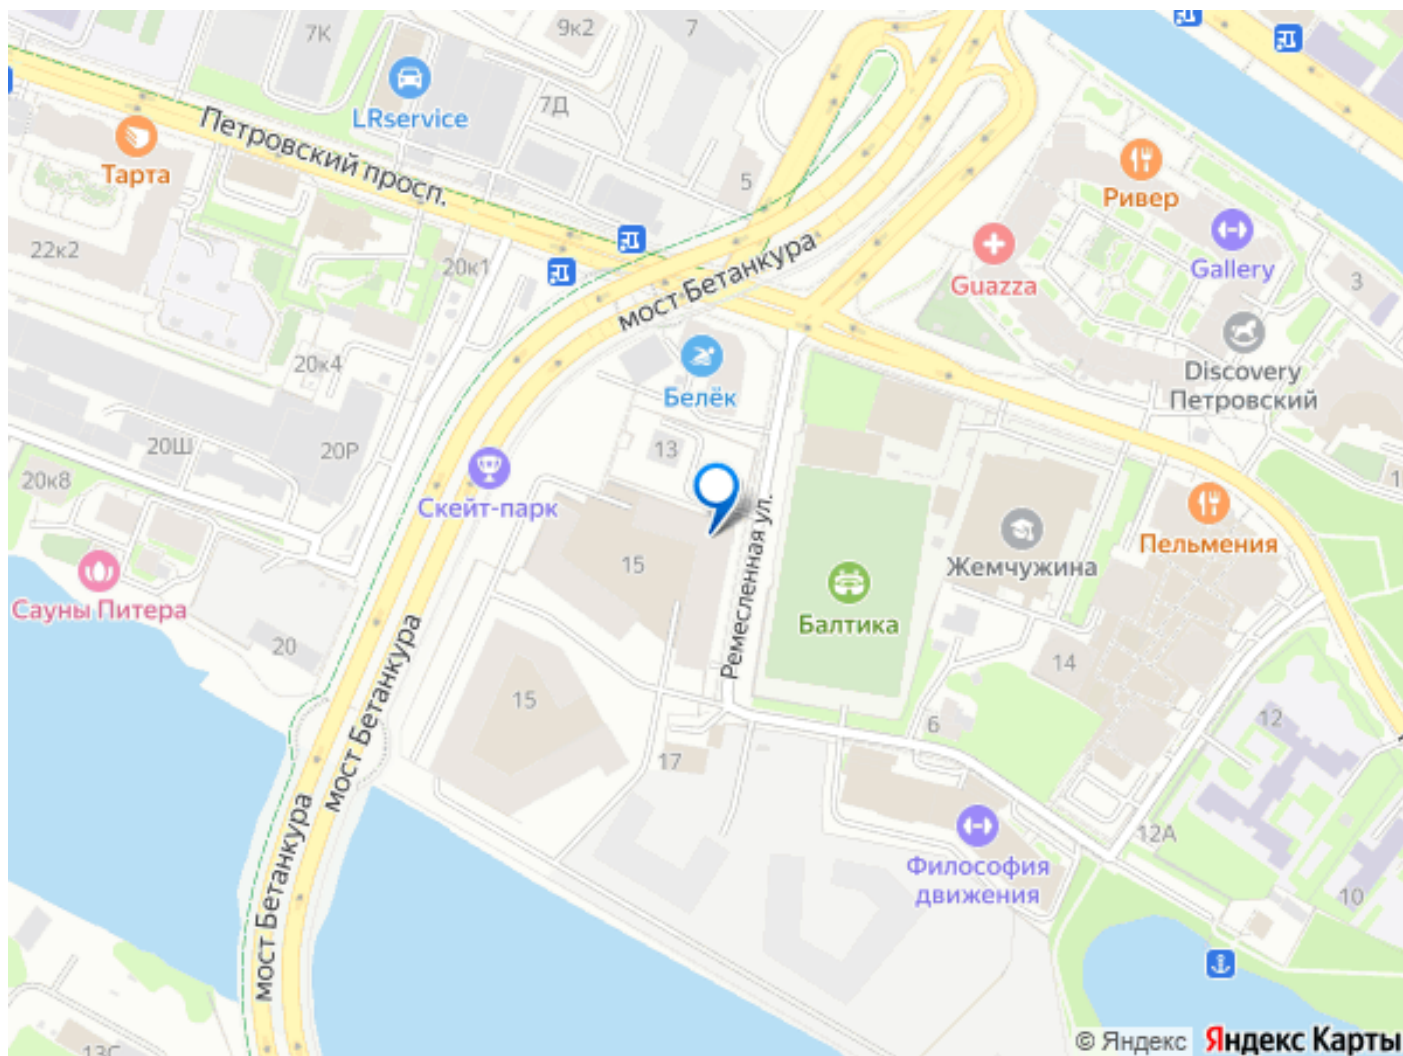 7К
9к2
7
LRservice
7Д
Петровский просп.
Тарта
5
Ривер
Gallery
22к2
20к1
мост Бетанкура
Guazza
3
20к4
Белёк
Discovery
Петровский
20Ш
20Р
13
20к8
Скейт-парк
Пельмения
Жемчужина
15
Ремесленная ул.
Сауны Питера
Балтика
20
мост Бетанкура
15
14
6
12
17
мост Бетанкура
12А
Философия
движения
10
13С
© Яндекс Яндекс Карты